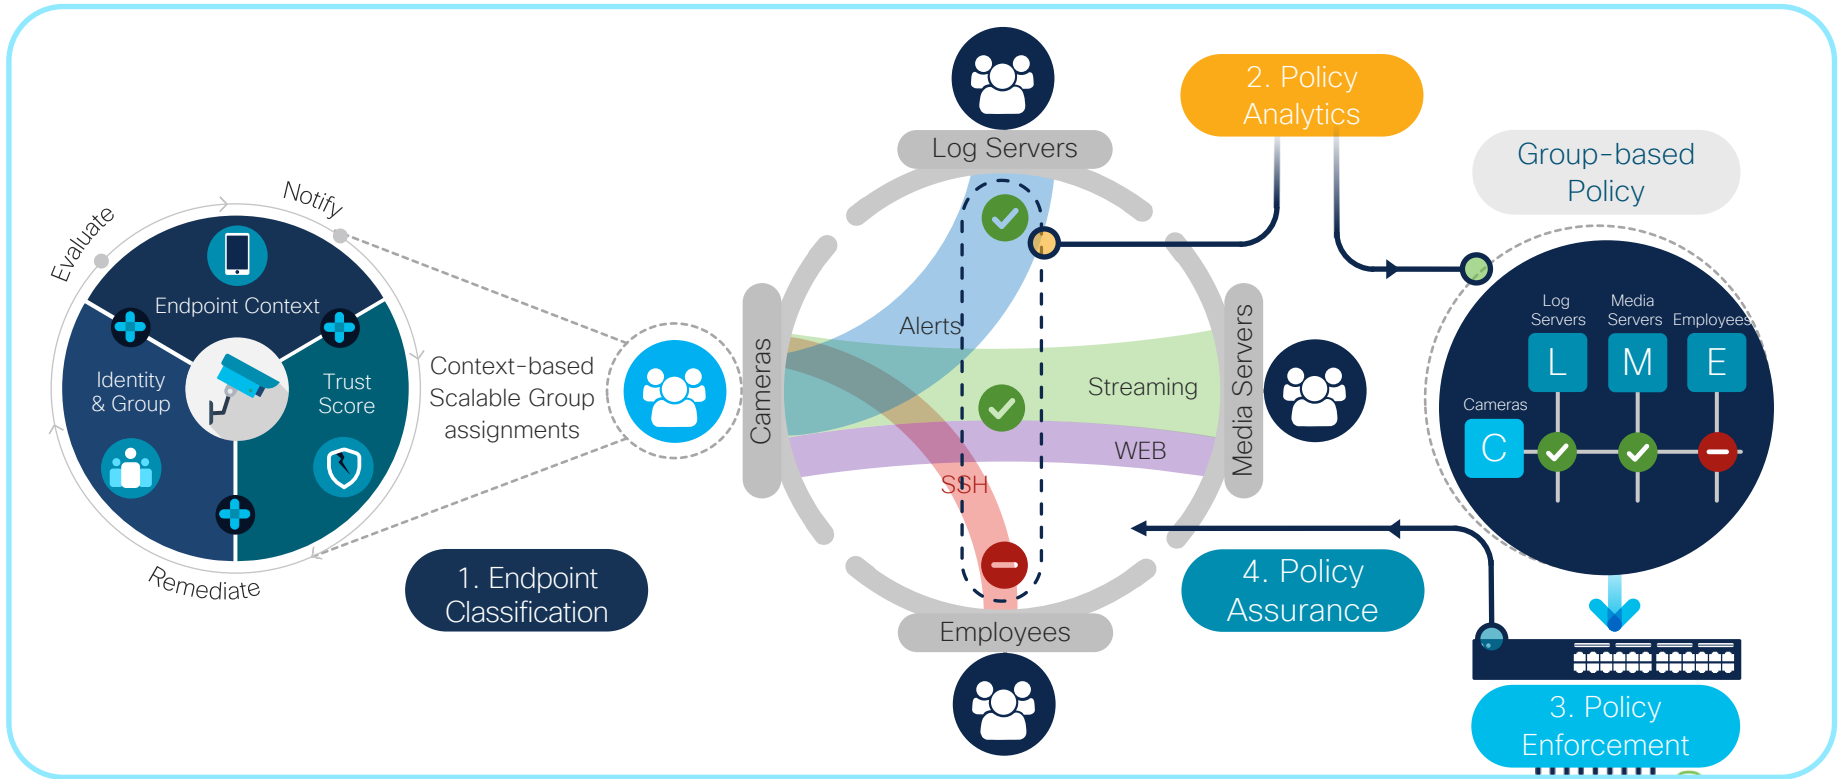 Notify
Evaluate
Endpoint Context
Identity
& Group
Trust
Score
Remediate
Context-based
Scalable Group
assignments
1. Endpoint
Classification
Log Servers
Cameras
Alerts
Streaming
WEB
SSH
Media Servers
Employees
2. Policy
Analytics
Group-based
Policy
Log
Servers
Media
Servers
Employees
L
M
E
Cameras
C
4. Policy
Assurance
3. Policy
Enforcement